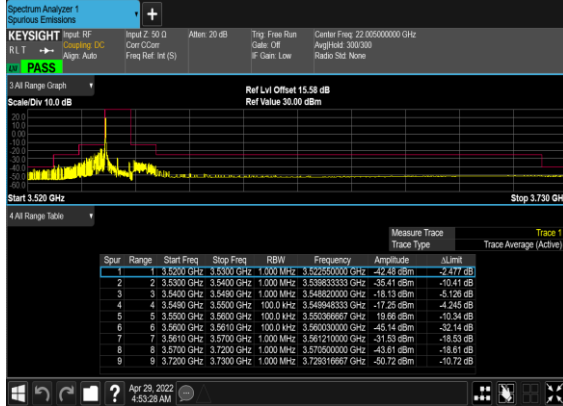 Spectrum Analyzer 1
Spurious Emissions
+
KEYSIGHT Input: RF Input Z: 50 Ω Atten: 20 dB Trig: Free Run Center Freq: 22.005000000 GHz
RLT Coupling: DC Corr CCorr Gate: Off Avg|Hold: 300/300
Align: Auto Freq Ref: Int (S) IF Gain: Low Radio Std: None
PASS
3 All Range Graph
Ref Lvl Offset 15.58 dB
Scale/Div 10.0 dB Ref Value 30.00 dBm
20.0
10.0
0.00
-10.0
-20.0
-30.0
-40.0
-50.0
-60.0
Start 3.520 GHz Stop 3.730 GH
4 All Range Table
Measure Trace Trace 1
Trace Type Trace Average (Active)
Spur Range Start Freq Stop Freq RBW Frequency Amplitude ΔLimit
1 1 3.5200 GHz 3.5300 GHz 1.000 MHz 3.522550000 GHz -42.48 dBm -2.477 dB
2 2 3.5300 GHz 3.5400 GHz 1.000 MHz 3.539833333 GHz -35.41 dBm -10.41 dB
3 3 3.5400 GHz 3.5490 GHz 1.000 MHz 3.548820000 GHz -18.13 dBm -5.126 dB
4 4 3.5490 GHz 3.5500 GHz 100.0 kHz 3.549948333 GHz -17.25 dBm -4.245 dB
5 5 3.5500 GHz 3.5600 GHz 100.0 kHz 3.550366667 GHz 19.66 dBm -10.34 dB
6 6 3.5600 GHz 3.5610 GHz 100.0 kHz 3.560030000 GHz -45.14 dBm -32.14 dB
7 7 3.5610 GHz 3.5700 GHz 1.000 MHz 3.561210000 GHz -31.53 dBm -18.53 dB
8 8 3.5700 GHz 3.7200 GHz 1.000 MHz 3.570500000 GHz -43.61 dBm -18.61 dB
9 9 3.7200 GHz 3.7300 GHz 1.000 MHz 3.729316667 GHz -50.72 dBm -10.72 dB
? Apr 29, 2022
4:53:28 AM